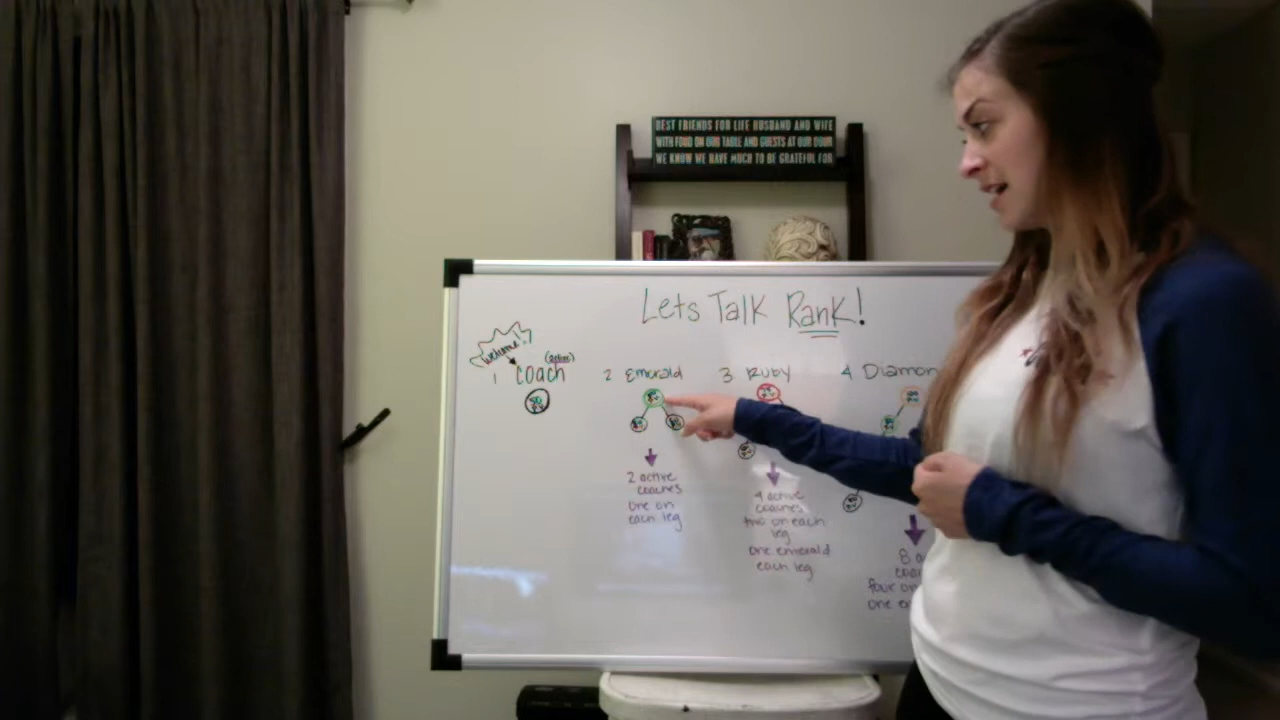 BEST FRIENDS FOR LIFE HUSBAND AND WIFE
WITH FOOD ON OUR TABLE AND GUESTS AT OUR DOOR
WE KNOW WE HAVE MUCH TO BE GRATEFUL FOR
Lets Talk Rank!
welcome!
(active)
1 coach
2 Emerald
2 active
coaches
one on
each leg
3 Ruby
4 active
coaches
two on each
leg
one emerald
each leg
4 Diamon
8 a
coa
four on
one e